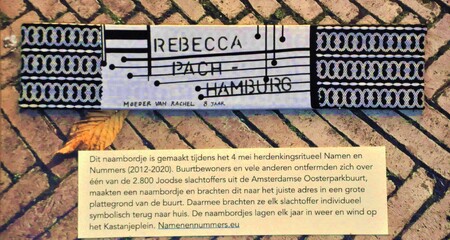 REBECCA
PACH -
HAMBURG
MOEDER VAN RACHEL 8 JAAR
Dit naambordje is gemaakt tijdens het 4 mei herdenkingsritueel Namen en
Nummers (2012-2020). Buurtbewoners en vele anderen ontfermden zich over
één van de 2.800 Joodse slachtoffers uit de Amsterdamse Oosterparkbuurt,
maakten een naambordje en brachten dit naar het juiste adres in een grote
plattegrond van de buurt. Daarmee brachten ze elk slachtoffer individueel
symbolisch terug naar huis. De naambordjes lagen elk jaar in weer en wind op
het Kastanjeplein. Namenennummers.eu